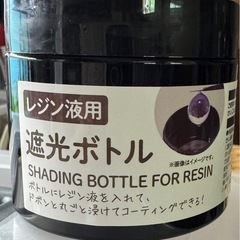 レジン液用
遮光ボトル
SHADING BOTTLE FOR RESIN
ボトルにレジン液を入れて、
ドボンと丸ごと浸けてコーティングできる!
※画像はイメージです。